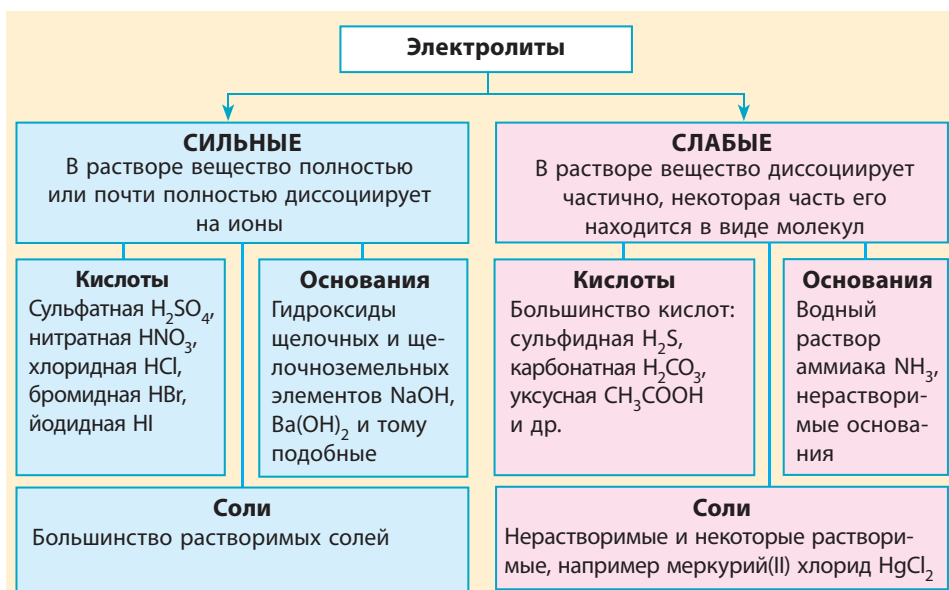 Электролиты
СИЛЬНЫЕ
В растворе вещество полностью
или почти полностью диссоциирует
на ионы
СЛАБЫЕ
В растворе вещество диссоциирует
частично, некоторая часть его
находится в виде молекул
Кислоты
Сульфатная H₂SO₄,
нитратная HNO₃,
хлоридная HCl,
бромидная HBr,
йодидная HI
Основания
Гидроксиды
щелочных и ще-
лочноземельных
элементов NaOH,
Ba(OH)₂ и тому
подобные
Кислоты
Большинство кислот:
сульфидная H₂S,
карбонатная H₂CO₃,
уксусная CH₃COOH
и др.
Основания
Водный
раствор
аммиака NH₃,
нераствори-
мые основа-
ния
Соли
Большинство растворимых солей
Соли
Нерастворимые и некоторые раствори-
мые, например меркурий(II) хлорид HgCl₂